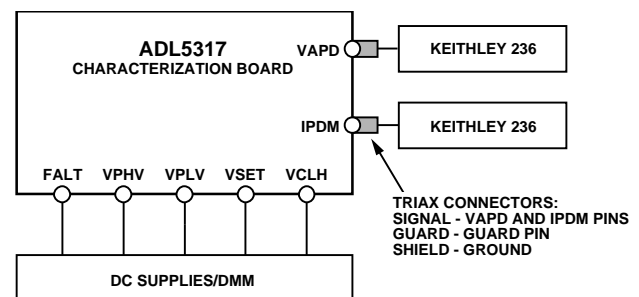 ADL5317
CHARACTERIZATION BOARD
VAPD
KEITHLEY 236
IPDM
KEITHLEY 236
FALT VPHV VPLV VSET VCLH
TRIAX CONNECTORS:
SIGNAL - VAPD AND IPDM PINS
GUARD - GUARD PIN
SHIELD - GROUND
DC SUPPLIES/DMM